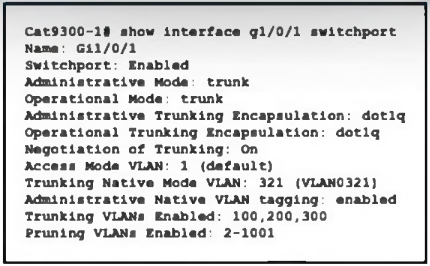 Cat9300-1# show interface g1/0/1 switchport
Name: Gi1/0/1
Switchport: Enabled
Administrative Mode: trunk
Operational Mode: trunk
Administrative Trunking Encapsulation: dot1q
Operational Trunking Encapsulation: dot1q
Negotiation of Trunking: On
Access Mode VLAN: 1 (default)
Trunking Native Mode VLAN: 321 (VLAN0321)
Administrative Native VLAN tagging: enabled
Trunking VLANs Enabled: 100,200,300
Pruning VLANs Enabled: 2-1001